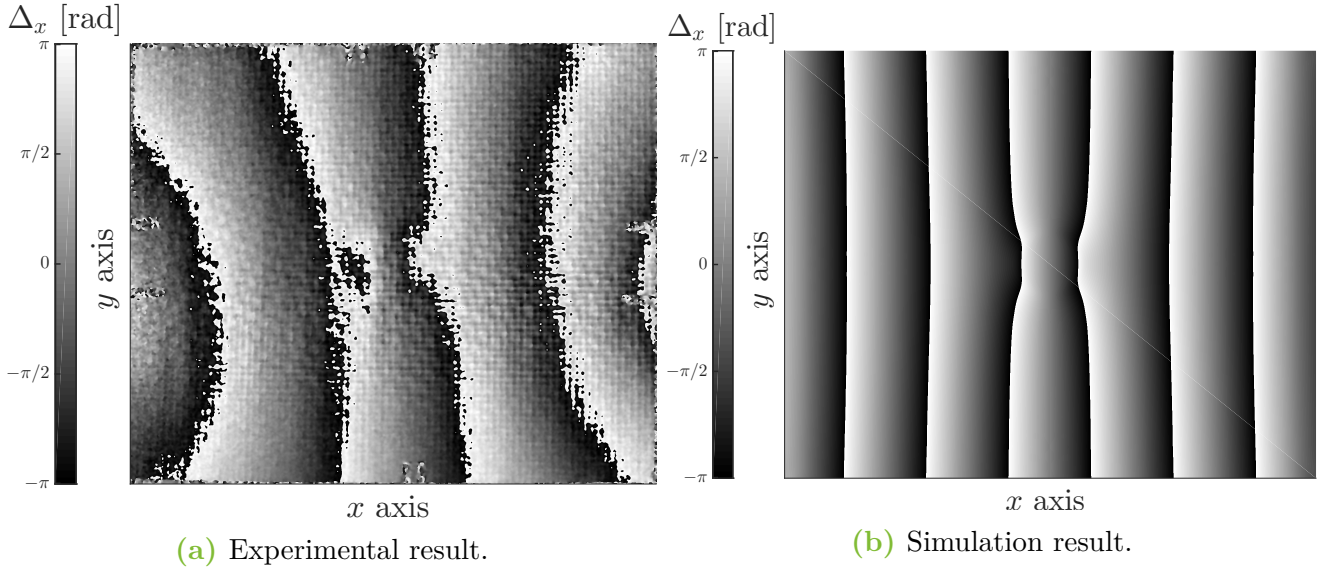 Δx [rad]
π
π/2
0
−π/2
−π
y axis
x axis
(a) Experimental result.
Δx [rad]
π
π/2
0
−π/2
−π
y axis
x axis
(b) Simulation result.